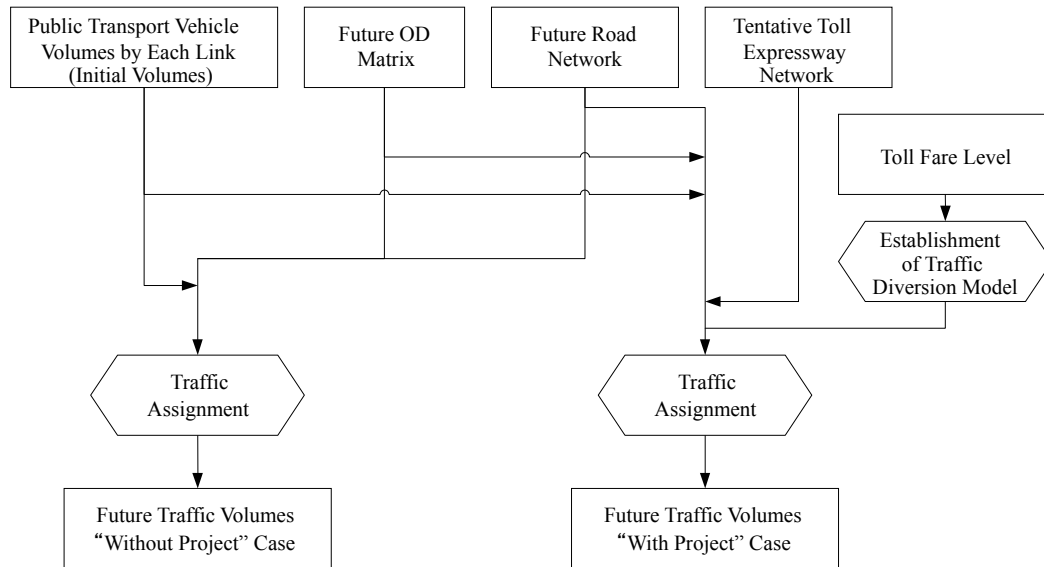 Public Transport Vehicle
Volumes by Each Link
(Initial Volumes)
Future OD
Matrix
Future Road
Network
Tentative Toll
Expressway
Network
Toll Fare Level
Establishment
of Traffic
Diversion Model
Traffic
Assignment
Traffic
Assignment
Future Traffic Volumes
“Without Project” Case
Future Traffic Volumes
“With Project” Case